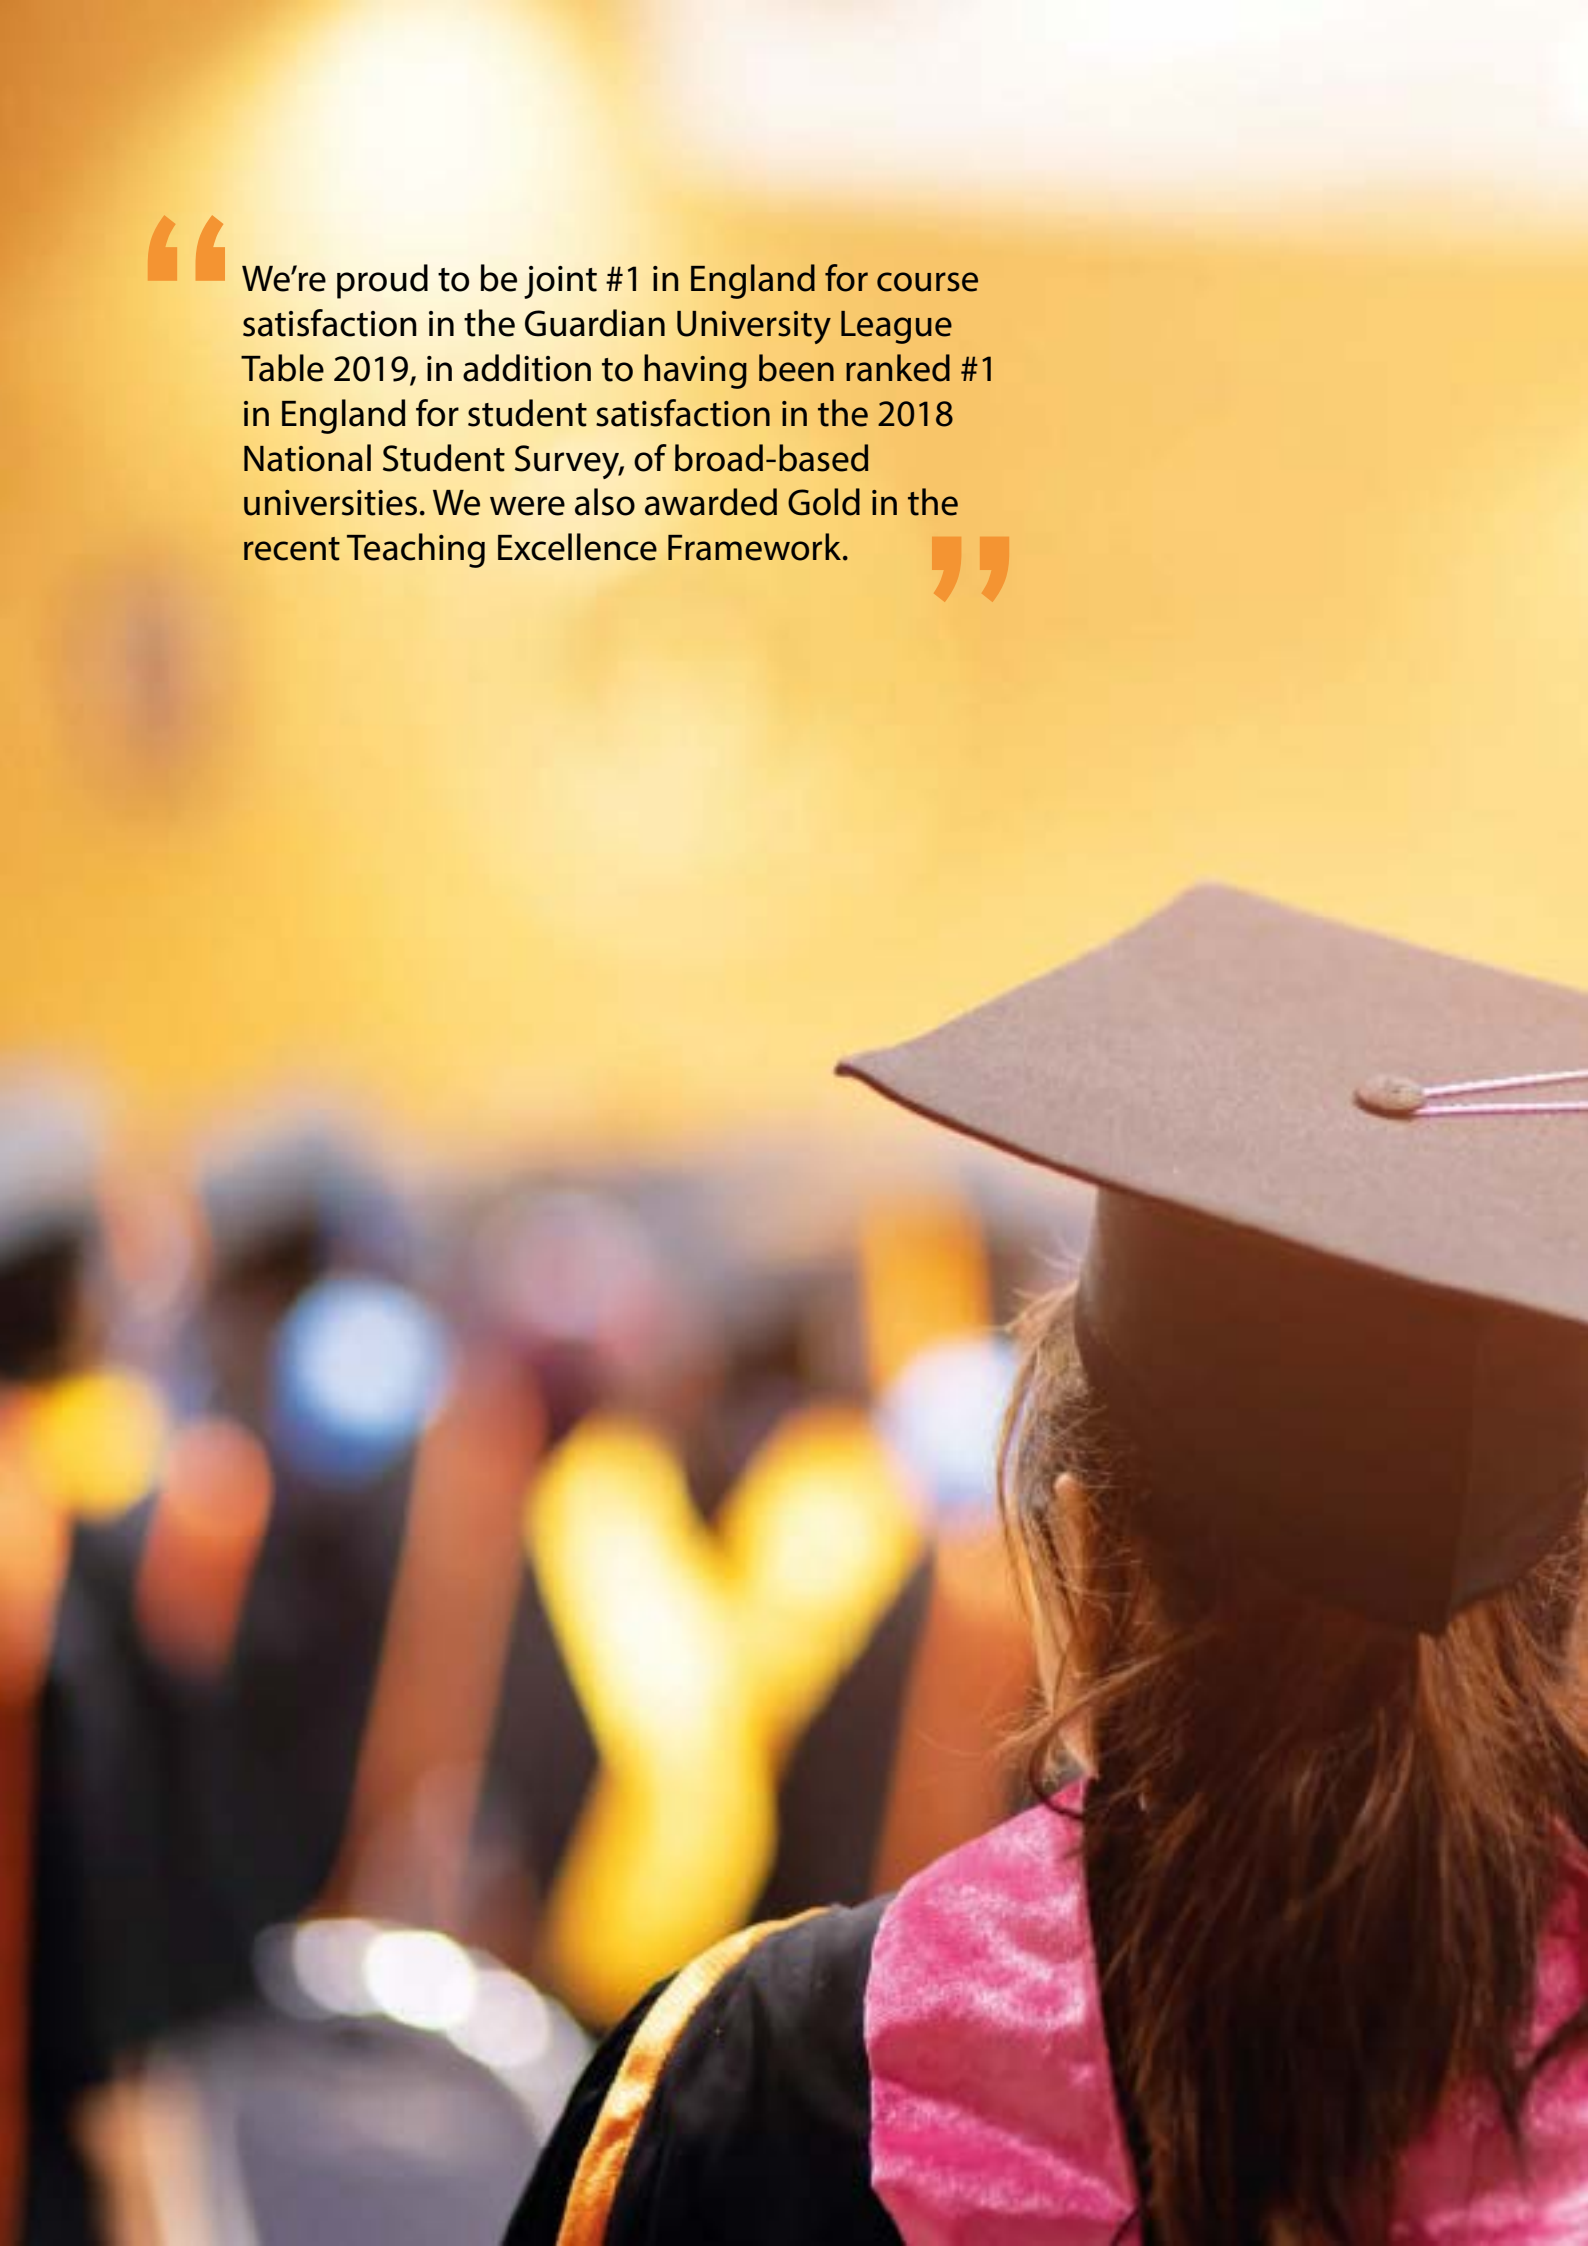 “
We’re proud to be joint #1 in England for course
satisfaction in the Guardian University League
Table 2019, in addition to having been ranked #1
in England for student satisfaction in the 2018
National Student Survey, of broad-based
universities. We were also awarded Gold in the
recent Teaching Excellence Framework.
”